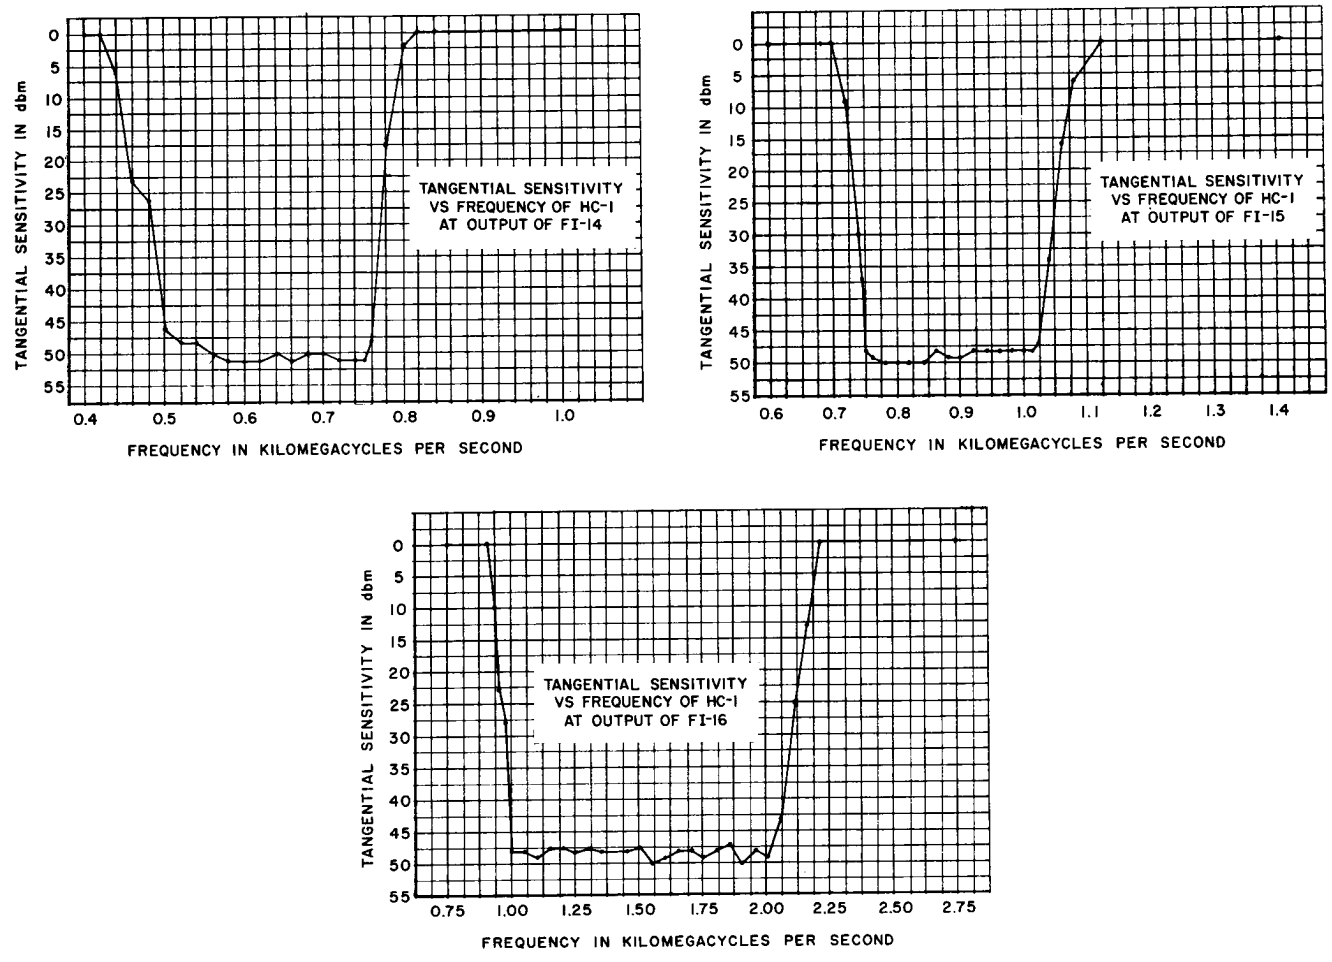 TANGENTIAL SENSITIVITY IN dbm
0
5
10
15
20
25
30
35
40
45
50
55
TANGENTIAL SENSITIVITY
VS FREQUENCY OF HC-1
AT OUTPUT OF FI-14
0.4 0.5 0.6 0.7 0.8 0.9 1.0
FREQUENCY IN KILOMEGACYCLES PER SECOND
TANGENTIAL SENSITIVITY IN dbm
0
5
10
15
20
25
30
35
40
45
50
55
TANGENTIAL SENSITIVITY
VS FREQUENCY OF HC-1
AT OUTPUT OF FI-15
0.6 0.7 0.8 0.9 1.0 1.1 1.2 1.3 1.4
FREQUENCY IN KILOMEGACYCLES PER SECOND
TANGENTIAL SENSITIVITY IN dbm
0
5
10
15
20
25
30
35
40
45
50
55
TANGENTIAL SENSITIVITY
VS FREQUENCY OF HC-1
AT OUTPUT OF FI-16
0.75 1.00 1.25 1.50 1.75 2.00 2.25 2.50 2.75
FREQUENCY IN KILOMEGACYCLES PER SECOND